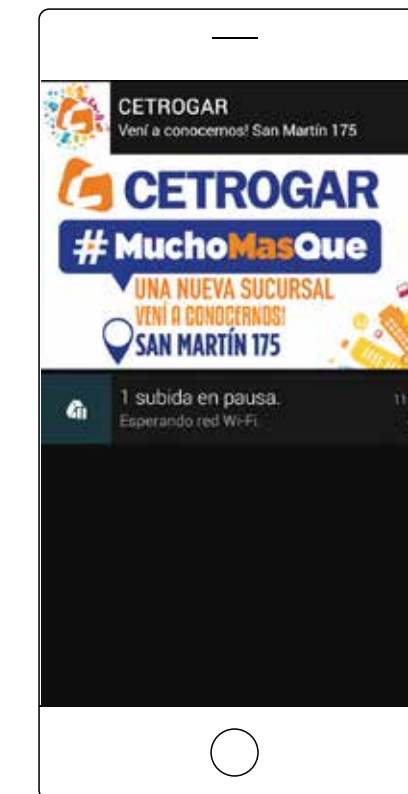 CETROGAR
Vení a conocernos! San Martín 175
CETROGAR
#MuchoMasQue
UNA NUEVA SUCURSAL
VENÍ A CONOCERNOS!
SAN MARTÍN 175
1 subida en pausa.
Esperando red Wi-Fi.